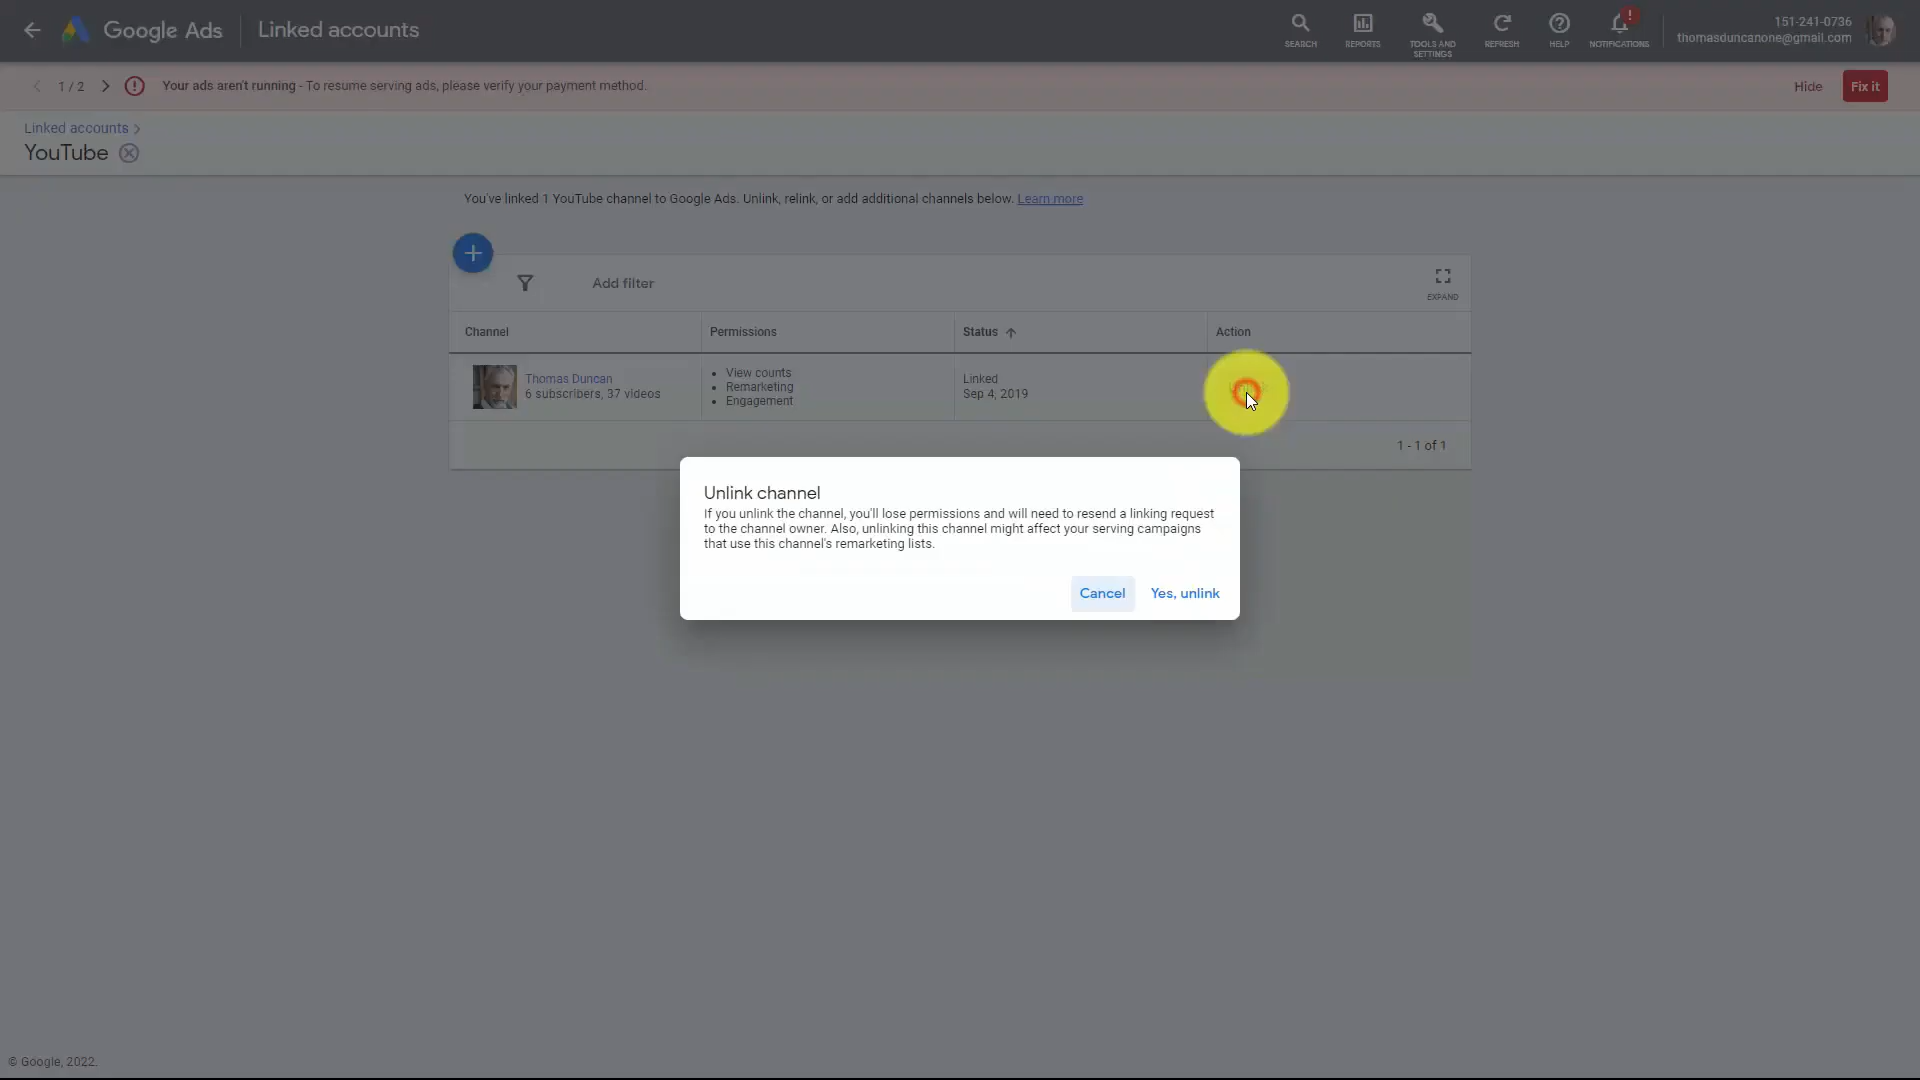 Google Ads
Linked accounts
SEARCH
REPORTS
TOOLS AND
SETTINGS
REFRESH
HELP
!
NOTIFICATIONS
151-241-0736
thomasduncanone@gmail.com
1 / 2
Your ads aren't running - To resume serving ads, please verify your payment method.
Hide
Fix it
Linked accounts
YouTube
You've linked 1 YouTube channel to Google Ads. Unlink, relink, or add additional channels below. Learn more
Add filter
EXPAND
Channel
Permissions
Status
Action
Thomas Duncan
6 subscribers, 37 videos
• View counts
• Remarketing
• Engagement
Linked
Sep 4, 2019
1 - 1 of 1
Unlink channel
If you unlink the channel, you'll lose permissions and will need to resend a linking request
to the channel owner. Also, unlinking this channel might affect your serving campaigns
that use this channel's remarketing lists.
Cancel
Yes, unlink
© Google, 2022.